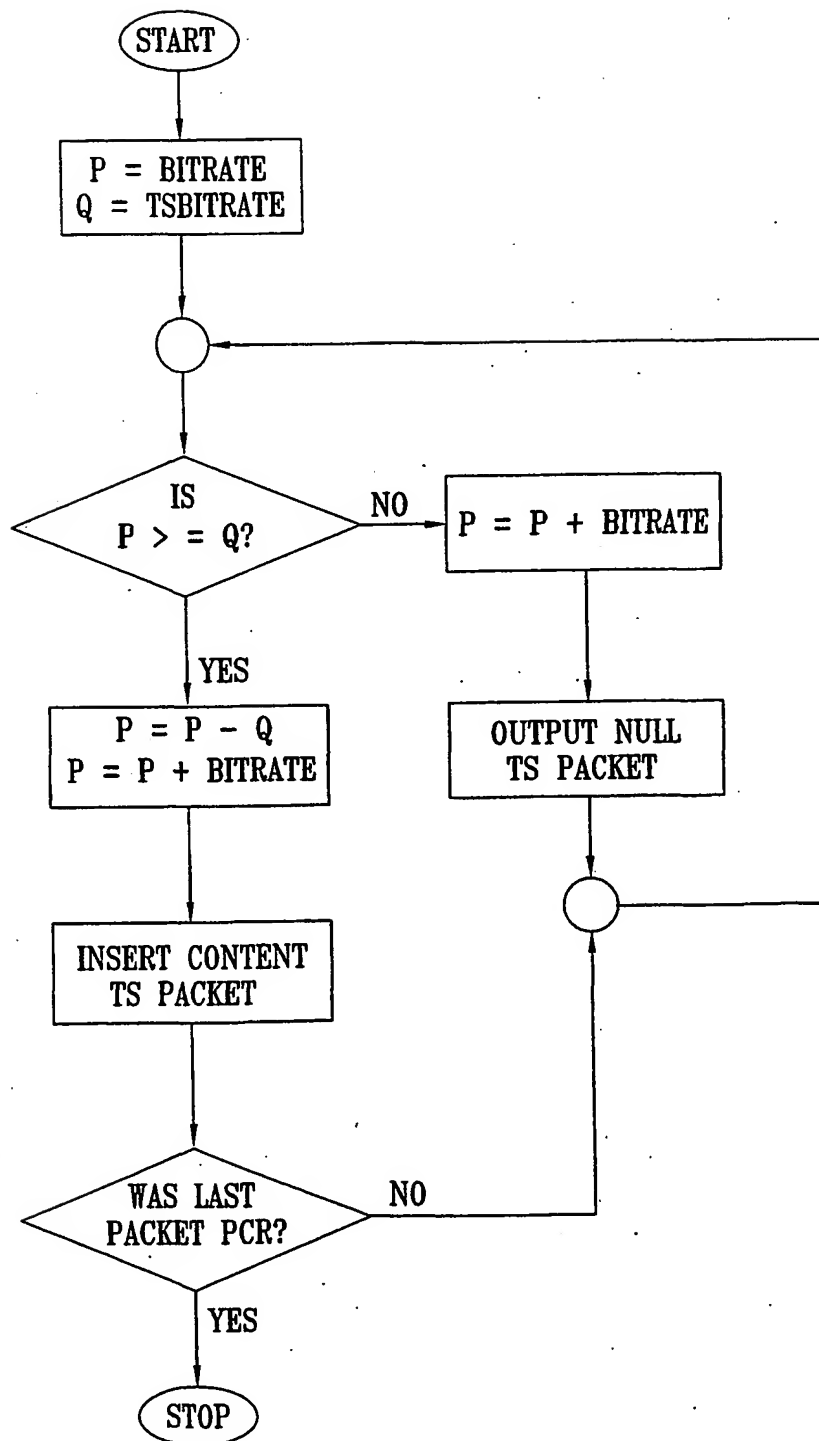 START
P = BITRATE
Q = TSBITRATE
IS
P > = Q?
NO
P = P + BITRATE
YES
P = P - Q
P = P + BITRATE
OUTPUT NULL
TS PACKET
INSERT CONTENT
TS PACKET
WAS LAST
PACKET PCR?
NO
YES
STOP